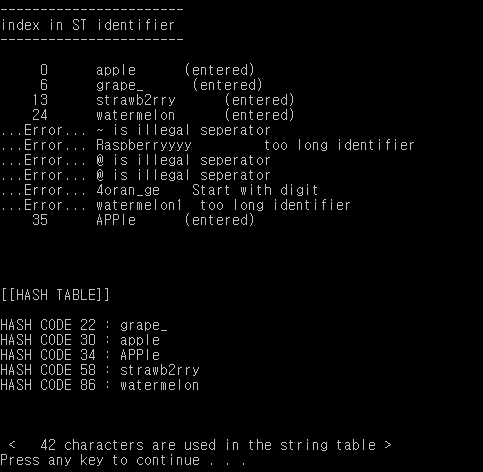 -----------------------
index in ST identifier
-----------------------
0 apple (entered)
6 grape_ (entered)
13 strawb2rry (entered)
24 watermelon (entered)
...Error... ~ is illegal seperator
...Error... Raspberryyyy too long identifier
...Error... @ is illegal seperator
...Error... @ is illegal seperator
...Error... 4oran_ge Start with digit
...Error... watermelon1 too long identifier
35 APPle (entered)
[[HASH TABLE]]
HASH CODE 22 : grape_
HASH CODE 30 : apple
HASH CODE 34 : APPle
HASH CODE 58 : strawb2rry
HASH CODE 86 : watermelon
< 42 characters are used in the string table >
Press any key to continue . . .